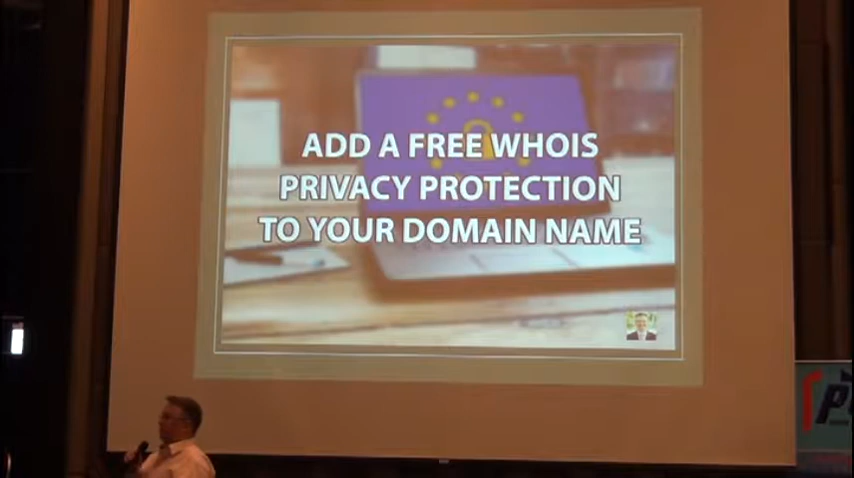 ADD A FREE WHOIS
PRIVACY PROTECTION
TO YOUR DOMAIN NAME